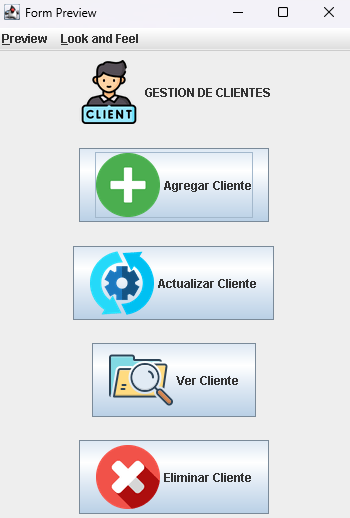 Form Preview
Preview Look and Feel
CLIENT
GESTION DE CLIENTES
Agregar Cliente
Actualizar Cliente
Ver Cliente
Eliminar Cliente